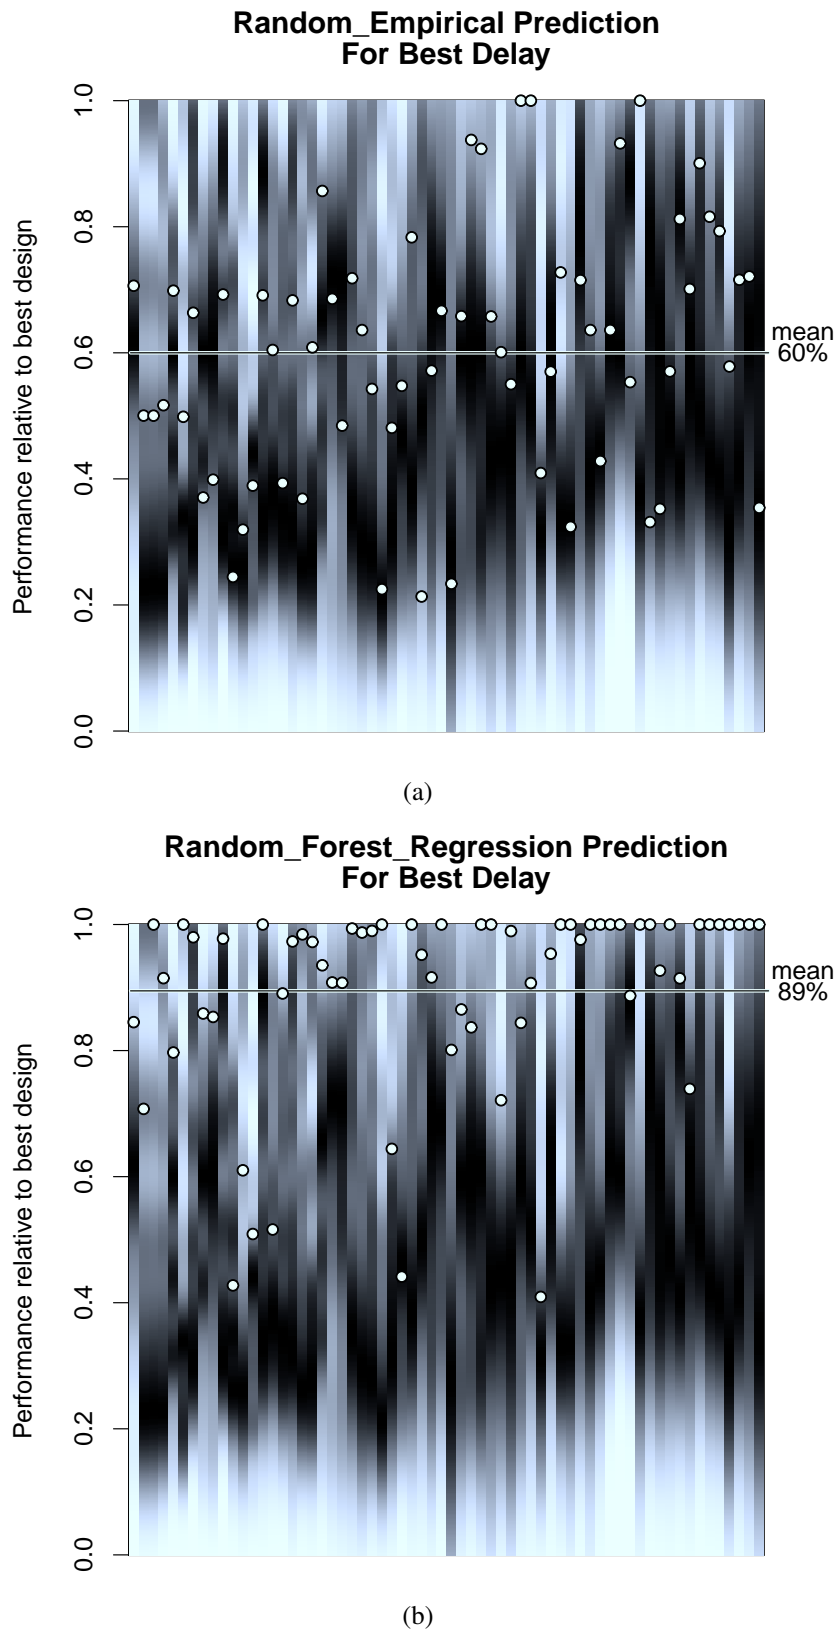 Random_Empirical Prediction
For Best Delay
Performance relative to best design
1.0
0.8
0.6
0.4
0.2
0.0
mean
60%
(a)
Random_Forest_Regression Prediction
For Best Delay
Performance relative to best design
1.0
0.8
0.6
0.4
0.2
0.0
mean
89%
(b)